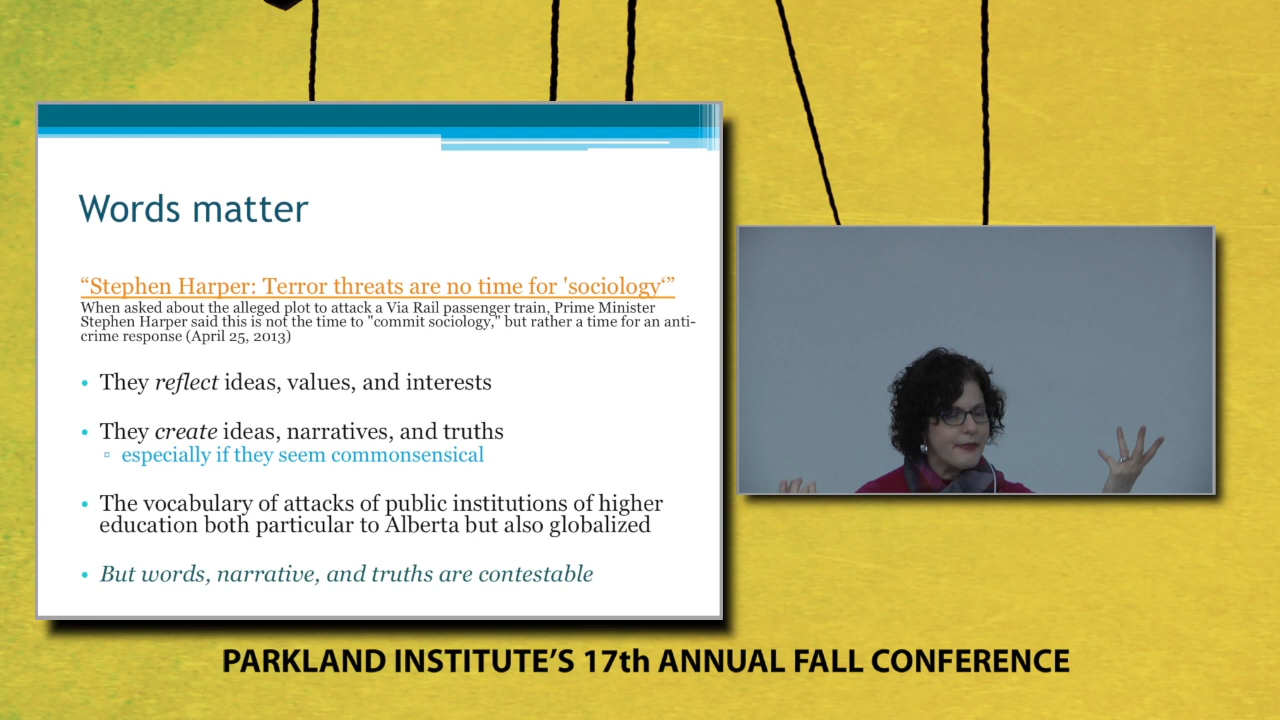 Words matter
“Stephen Harper: Terror threats are no time for 'sociology‘”
When asked about the alleged plot to attack a Via Rail passenger train, Prime Minister
Stephen Harper said this is not the time to "commit sociology," but rather a time for an anti-
crime response (April 25, 2013)
• They reflect ideas, values, and interests
• They create ideas, narratives, and truths
▫ especially if they seem commonsensical
• The vocabulary of attacks of public institutions of higher
education both particular to Alberta but also globalized
• But words, narrative, and truths are contestable
PARKLAND INSTITUTE’S 17th ANNUAL FALL CONFERENCE